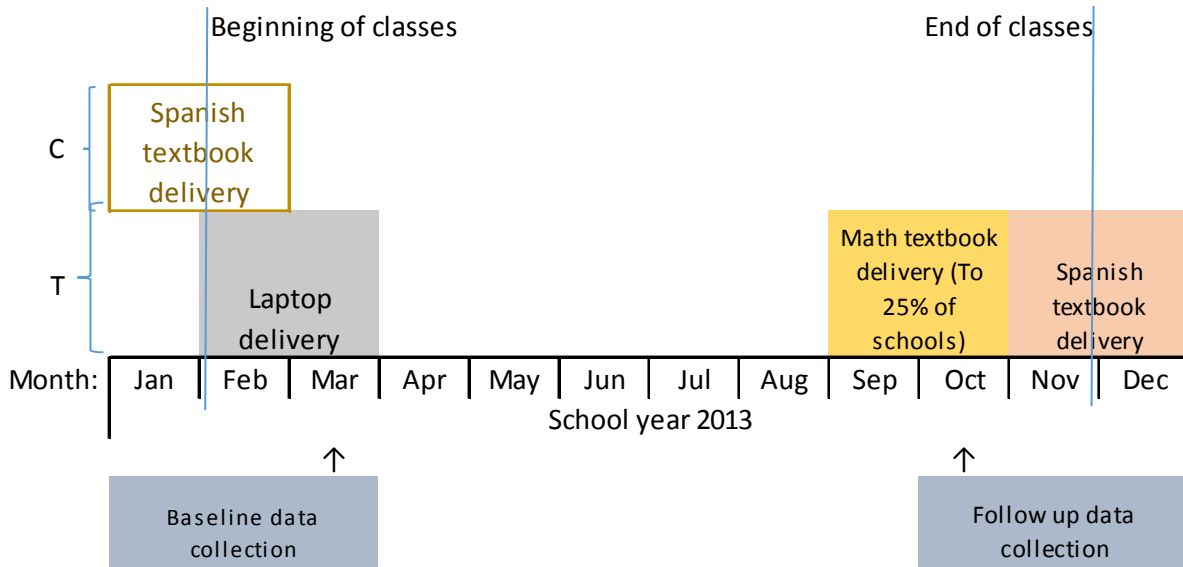 Beginning of classes
End of classes
C
Spanish
textbook
delivery
T
Laptop
delivery
Math textbook
delivery (To
25% of
schools)
Spanish
textbook
delivery
Month: Jan Feb Mar Apr May Jun Jul Aug Sep Oct Nov Dec
School year 2013
↑ ↑
Baseline data
collection
Follow up data
collection